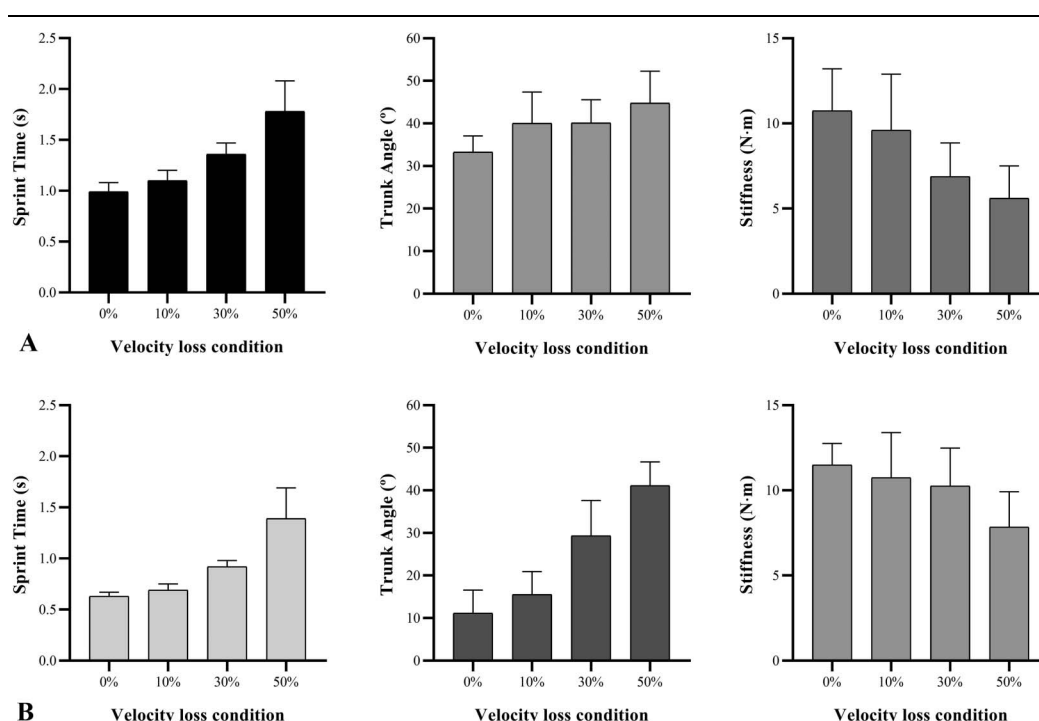 Sprint Time (s)
2.5
2.0
1.5
1.0
0.5
0.0
0% 10% 30% 50%
Velocity loss condition
Trunk Angle (º)
60
50
40
30
20
10
0
0% 10% 30% 50%
Velocity loss condition
Stiffness (N·m)
15
10
5
0
0% 10% 30% 50%
Velocity loss condition
A
Sprint Time (s)
2.5
2.0
1.5
1.0
0.5
0.0
0% 10% 30% 50%
Velocity loss condition
Trunk Angle (º)
60
50
40
30
20
10
0
0% 10% 30% 50%
Velocity loss condition
Stiffness (N·m)
15
10
5
0
0% 10% 30% 50%
Velocity loss condition
B